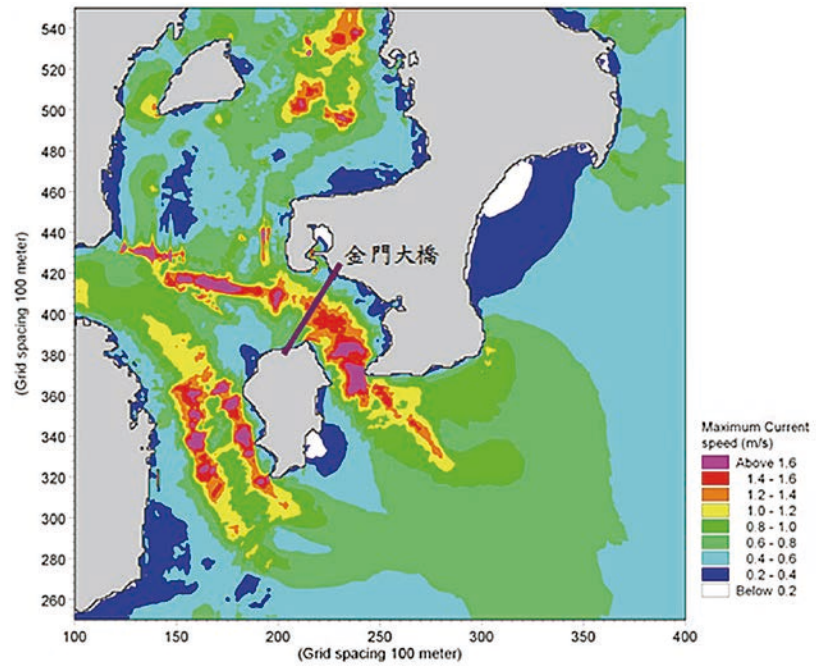 540
520
500
480
460
440
420
400
380
360
340
320
300
280
260
(Grid spacing 100 meter)
金門大橋
100 150 200 250 300 350 400
(Grid spacing 100 meter)
Maximum Current
speed (m/s)
Above 1.6
1.4 - 1.6
1.2 - 1.4
1.0 - 1.2
0.8 - 1.0
0.6 - 0.8
0.4 - 0.6
0.2 - 0.4
Below 0.2